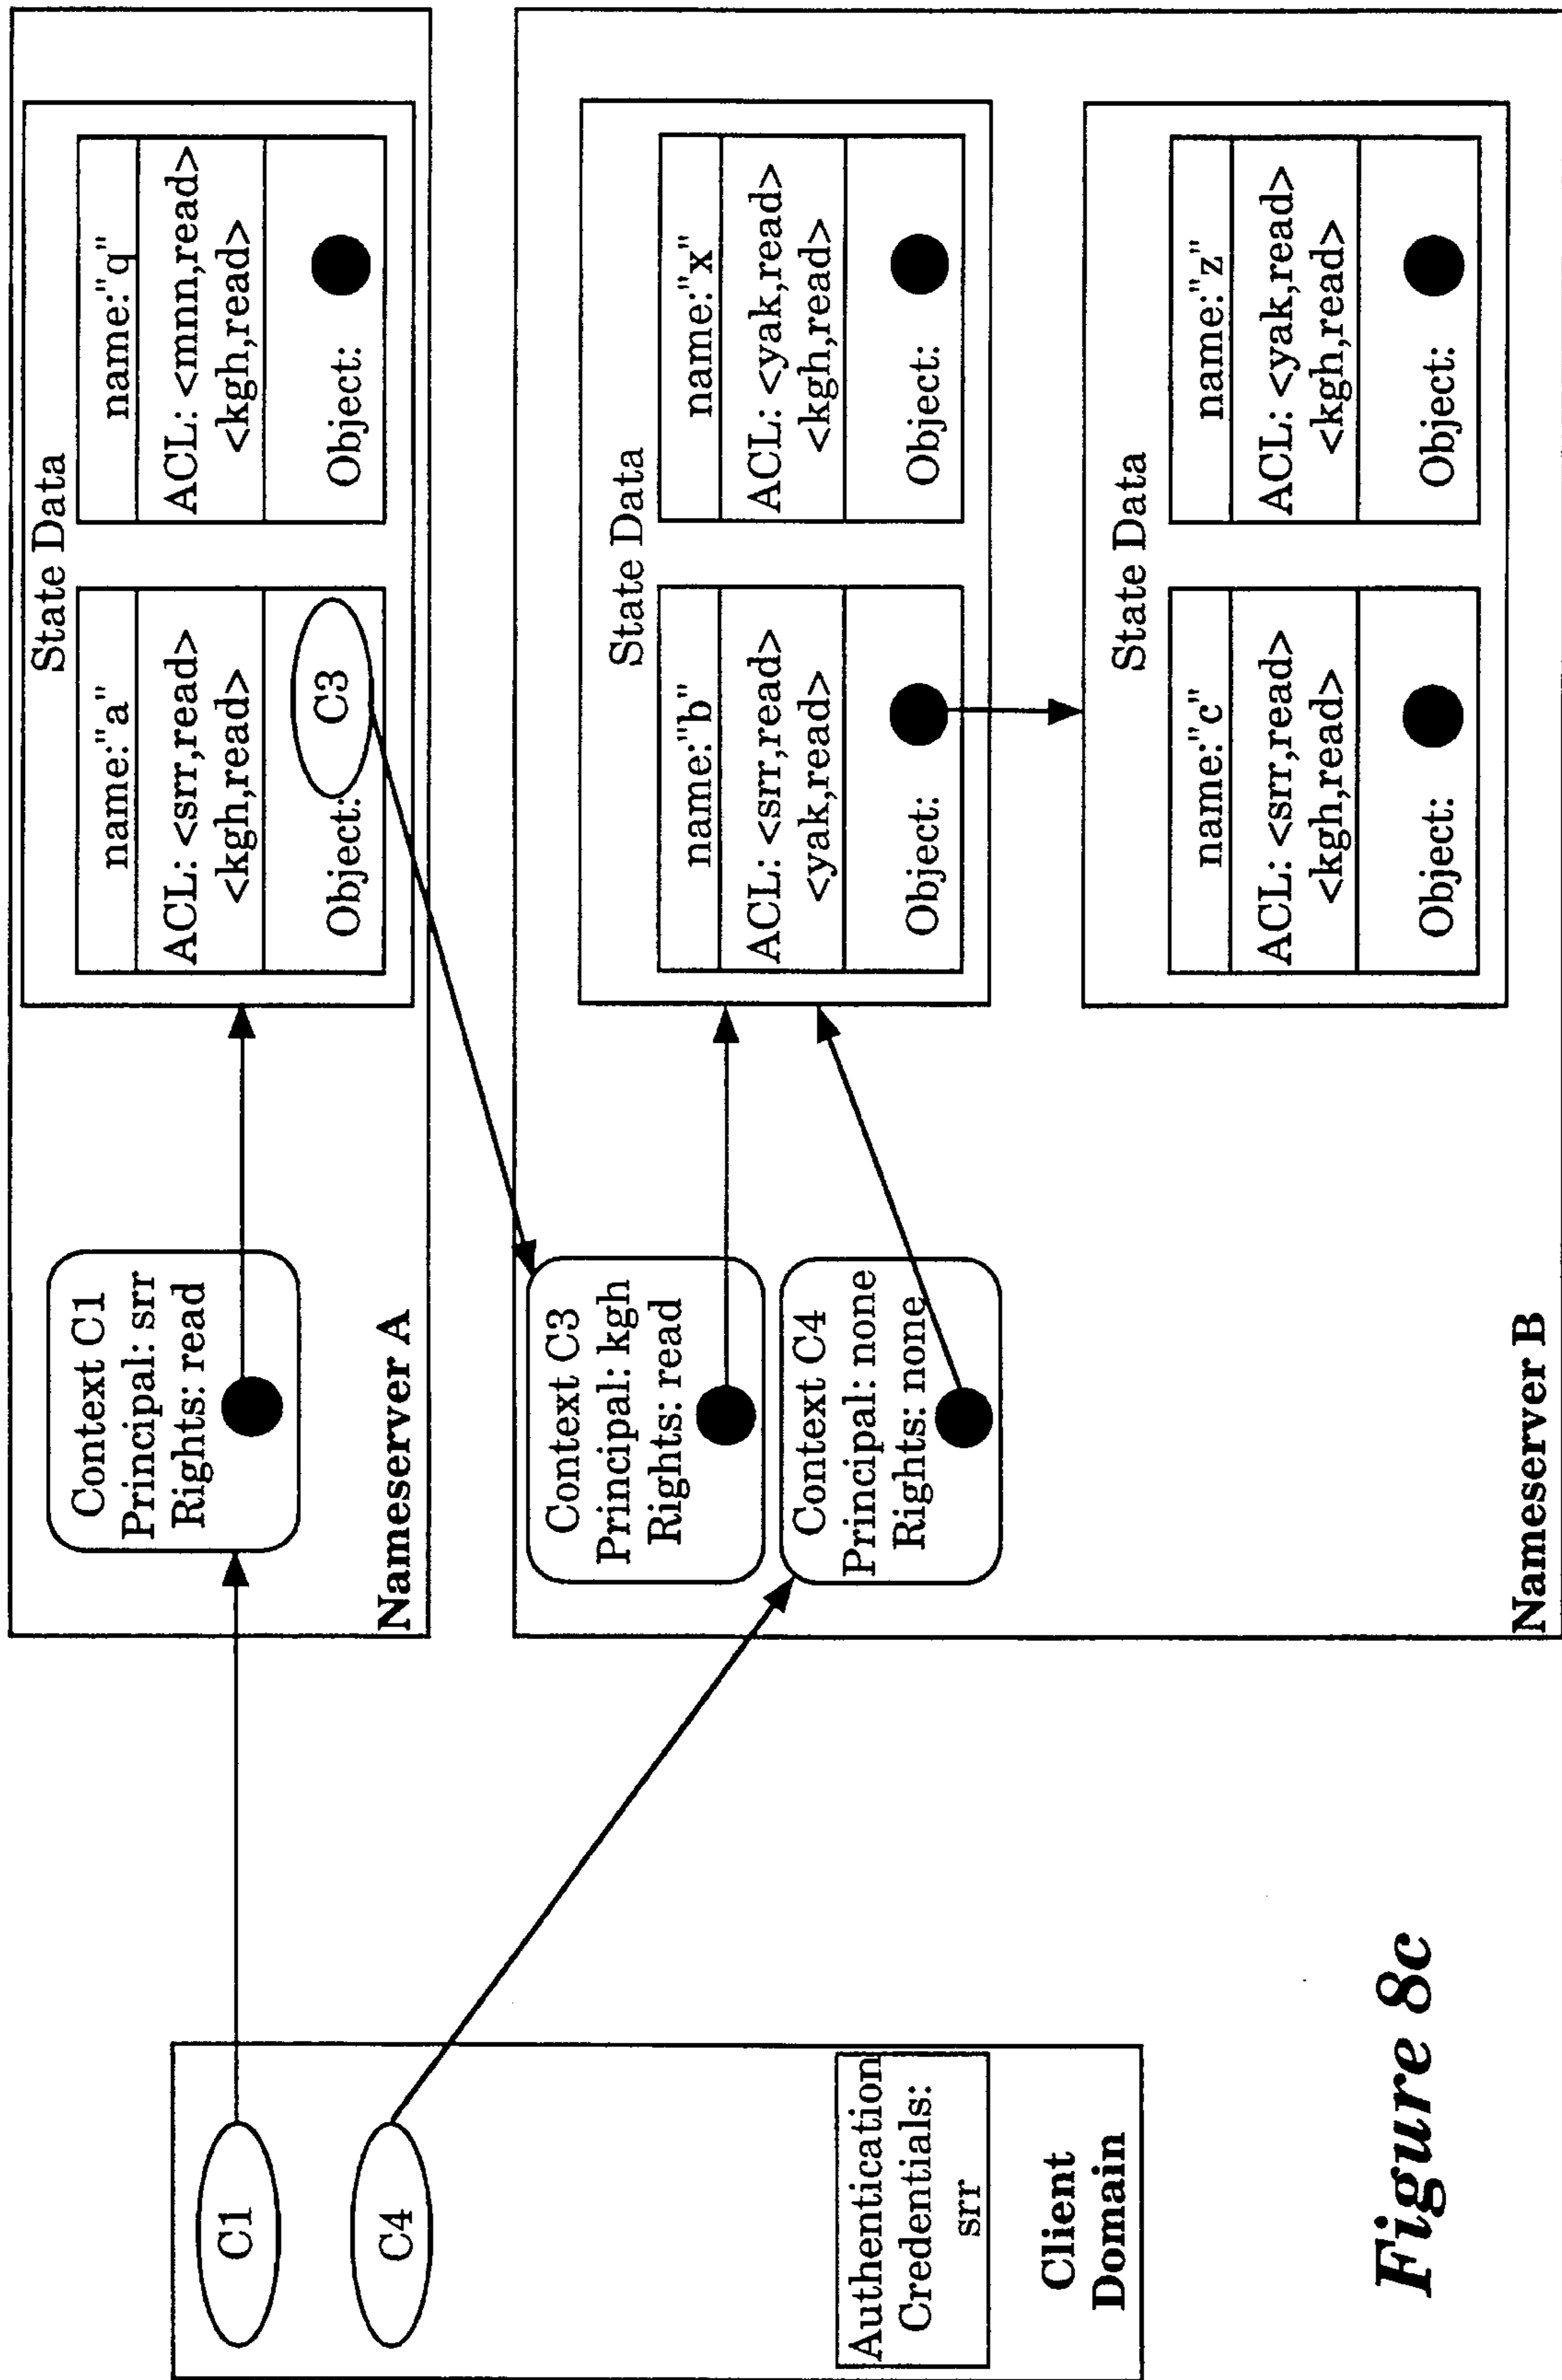 C1
C4
Authentication
Credentials:
srr
Client
Domain
Context C1
Principal: srr
Rights: read
Nameserver A
State Data
name:"a"
ACL: <srr,read>
<kgh,read>
Object:
C3
name:"q"
ACL: <mnn,read>
<kgh,read>
Object:
Context C3
Principal: kgh
Rights: read
Context C4
Principal: none
Rights: none
Nameserver B
State Data
name:"b"
ACL: <srr,read>
<yak,read>
Object:
name:"x"
ACL: <yak,read>
<kgh,read>
Object:
State Data
name:"c"
ACL: <srr,read>
<kgh,read>
Object:
name:"z"
ACL: <yak,read>
<kgh,read>
Object:
Figure 8c